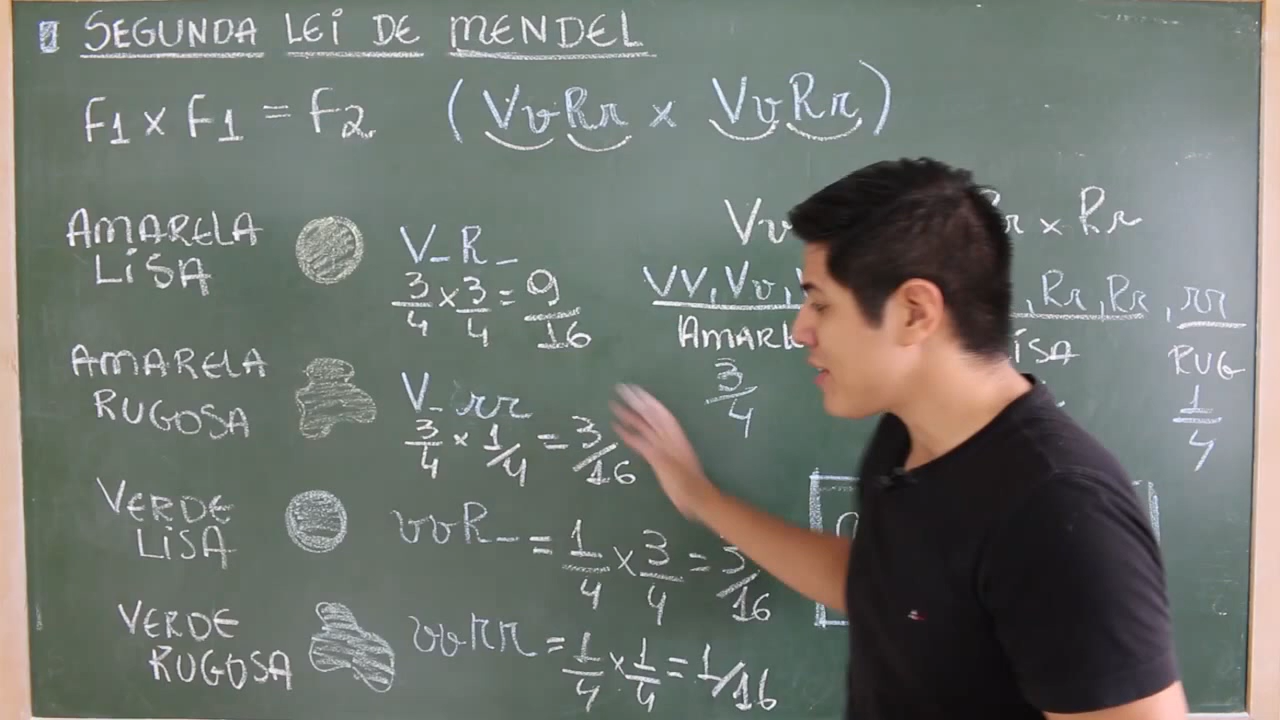 SEGUNDA LEI DE MENDEL
F1 x F1 = F2 (VvRr x VvRr)
AMARELA
LISA
V_R_
3/4 x 3/4 = 9/16
AMARELA
RUGOSA
V_rr
3/4 x 1/4 = 3/16
VERDE
LISA
vvR_ = 1/4 x 3/4 = 3/16
VERDE
RUGOSA
vvrr = 1/4 x 1/4 = 1/16
Vv
x Rr
VV, Vv,
, Rr, Rr, rr
RUG
3/4
1/4